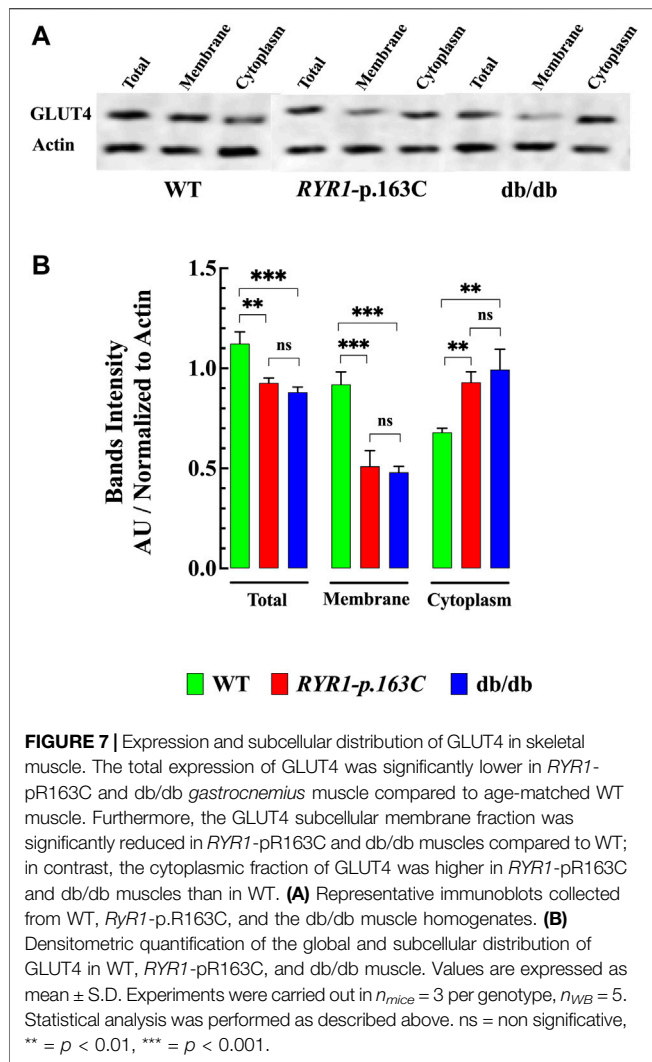 A
Total
Membrane
Cytoplasm
Total
Membrane
Cytoplasm
Total
Membrane
Cytoplasm
GLUT4
Actin
WT
RYR1-p.163C
db/db
B
Bands Intensity
AU / Normalized to Actin
1.5
1.0
0.5
0.0
***
**
ns
***
***
ns
**
**
ns
Total
Membrane
Cytoplasm
WT
RYR1-p.163C
db/db
FIGURE 7 | Expression and subcellular distribution of GLUT4 in skeletal
muscle. The total expression of GLUT4 was significantly lower in RYR1-
pR163C and db/db gastrocnemius muscle compared to age-matched WT
muscle. Furthermore, the GLUT4 subcellular membrane fraction was
significantly reduced in RYR1-pR163C and db/db muscles compared to WT;
in contrast, the cytoplasmic fraction of GLUT4 was higher in RYR1-pR163C
and db/db muscles than in WT. (A) Representative immunoblots collected
from WT, RyR1-p.R163C, and the db/db muscle homogenates. (B)
Densitometric quantification of the global and subcellular distribution of
GLUT4 in WT, RYR1-pR163C, and db/db muscle. Values are expressed as
mean ± S.D. Experiments were carried out in nmice = 3 per genotype, nWB = 5.
Statistical analysis was performed as described above. ns = non significative,
** = p < 0.01, *** = p < 0.001.